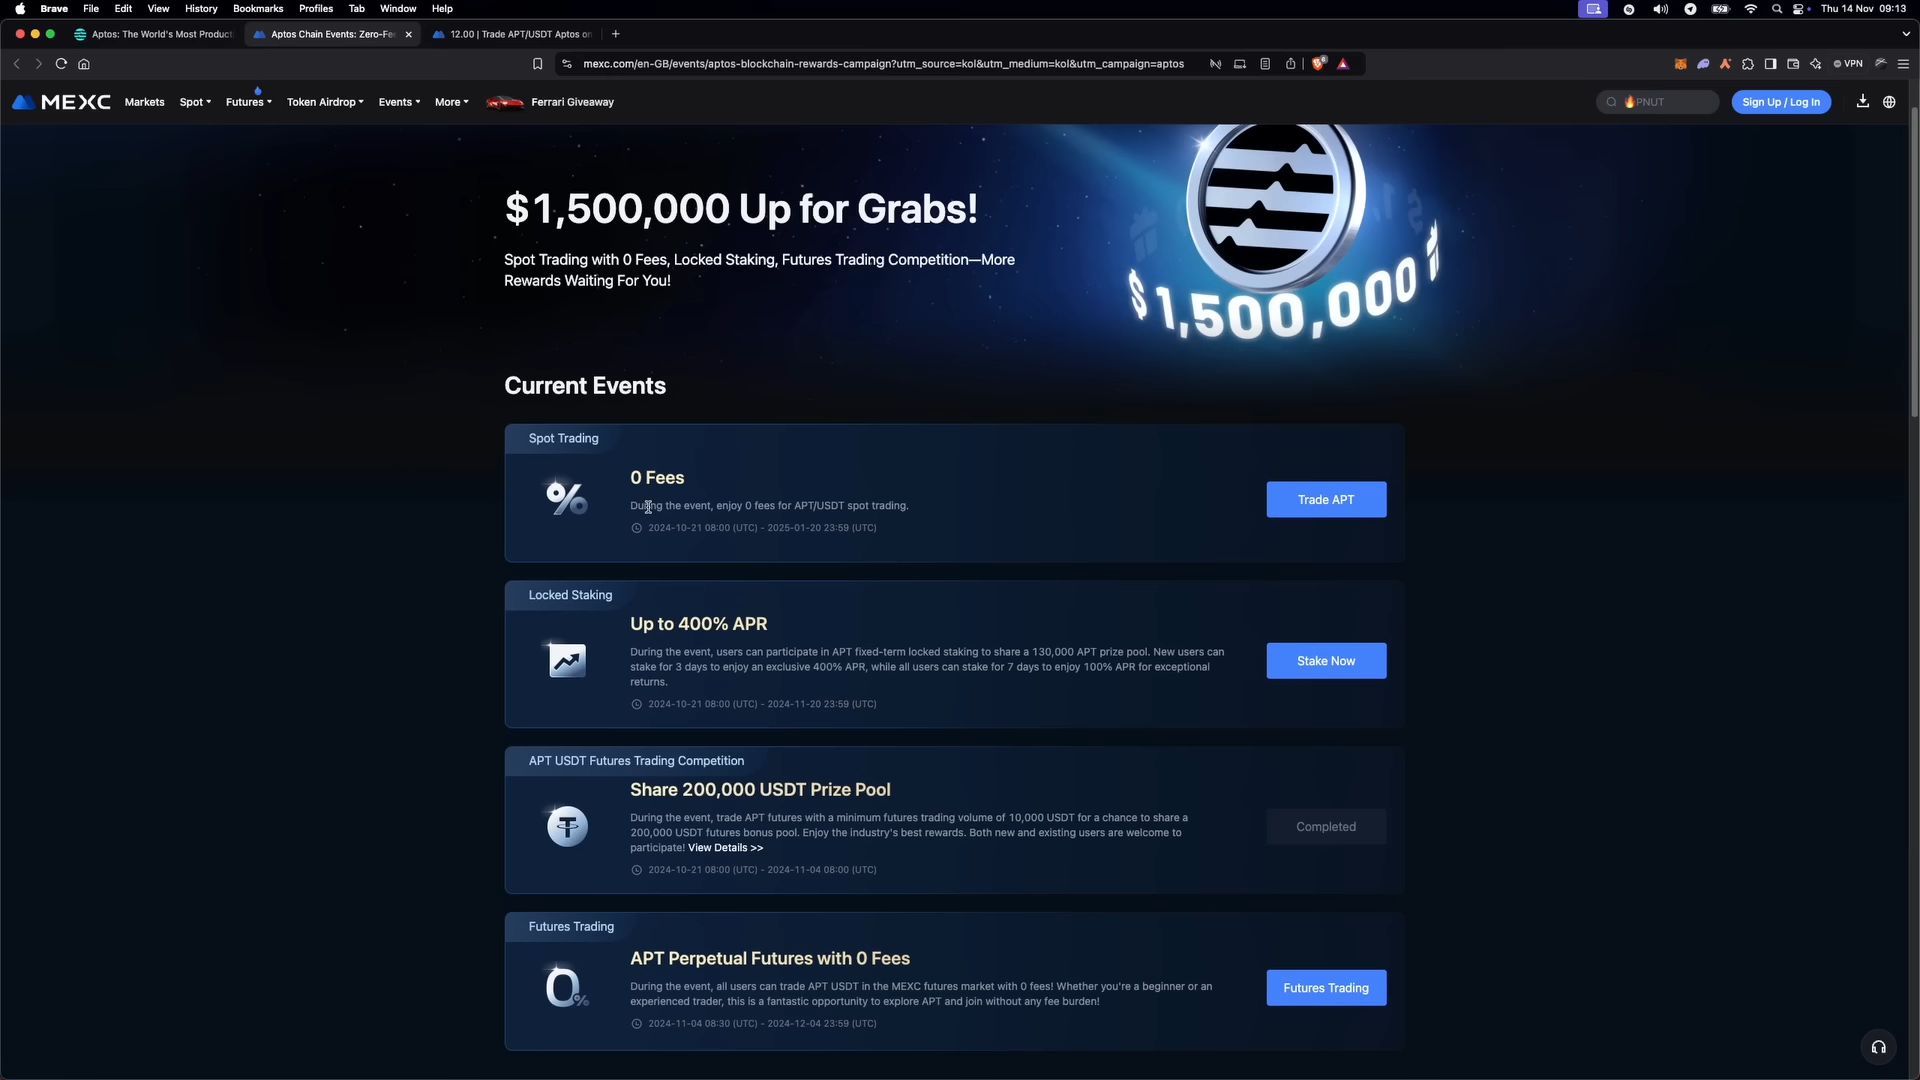 Brave File Edit View History Bookmarks Profiles Tab Window Help Thu 14 Nov 09:13
Aptos: The World's Most Product Aptos Chain Events: Zero-Fe 12.00 | Trade APT/USDT Aptos on
mexc.com/en-GB/events/aptos-blockchain-rewards-campaign?utm_source=kol&utm_medium=kol&utm_campaign=aptos VPN
MEXC Markets Spot Futures Token Airdrop Events More Ferrari Giveaway PNUT Sign Up / Log In
$1,500,000 Up for Grabs!
Spot Trading with 0 Fees, Locked Staking, Futures Trading Competition—More
Rewards Waiting For You!
$1,500,000
Current Events
Spot Trading
0 Fees
During the event, enjoy 0 fees for APT/USDT spot trading.
2024-10-21 08:00 (UTC) - 2025-01-20 23:59 (UTC)
Trade APT
Locked Staking
Up to 400% APR
During the event, users can participate in APT fixed-term locked staking to share a 130,000 APT prize pool. New users can
stake for 3 days to enjoy an exclusive 400% APR, while all users can stake for 7 days to enjoy 100% APR for exceptional
returns.
2024-10-21 08:00 (UTC) - 2024-11-20 23:59 (UTC)
Stake Now
APT USDT Futures Trading Competition
Share 200,000 USDT Prize Pool
During the event, trade APT futures with a minimum futures trading volume of 10,000 USDT for a chance to share a
200,000 USDT futures bonus pool. Enjoy the industry's best rewards. Both new and existing users are welcome to
participate! View Details >>
2024-10-21 08:00 (UTC) - 2024-11-04 08:00 (UTC)
Completed
Futures Trading
APT Perpetual Futures with 0 Fees
During the event, all users can trade APT USDT in the MEXC futures market with 0 fees! Whether you're a beginner or an
experienced trader, this is a fantastic opportunity to explore APT and join without any fee burden!
2024-11-04 08:30 (UTC) - 2024-12-04 23:59 (UTC)
Futures Trading